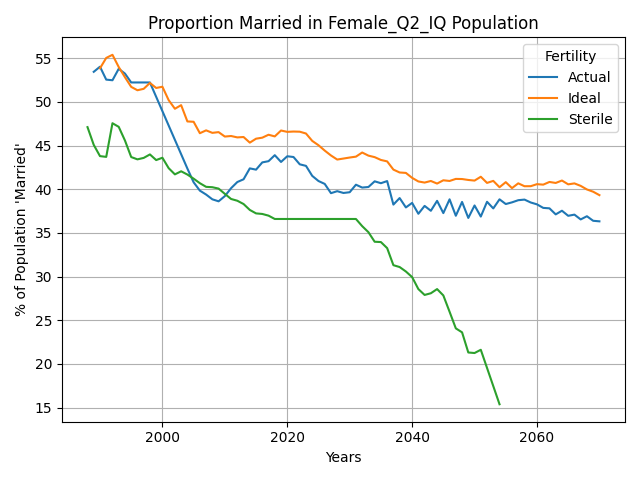 Proportion Married in Female_Q2_IQ Population
% of Population 'Married'
55
50
45
40
35
30
25
20
15
Fertility
Actual
Ideal
Sterile
2000
2020
2040
2060
Years